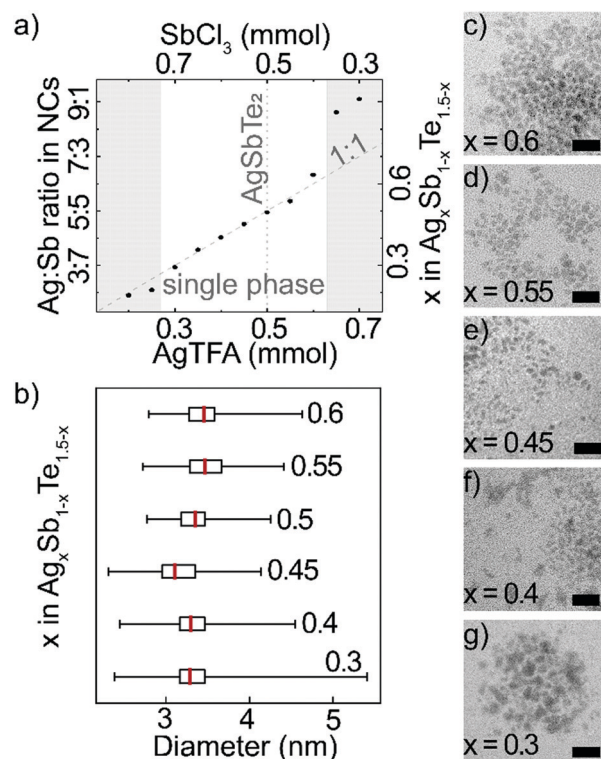 a)
SbCl₃ (mmol)
0.7 0.5 0.3
Ag:Sb ratio in NCs
9:1
7:3
5:5
3:7
AgSbTe₂
1:1
single phase
0.6
0.3
x in AgₓSb₁₋ₓTe₁.₅₋ₓ
0.3 0.5 0.7
AgTFA (mmol)
b)
x in AgₓSb₁₋ₓTe₁.₅₋ₓ
0.6
0.55
0.5
0.45
0.4
0.3
3 4 5
Diameter (nm)
c)
x = 0.6
d)
x = 0.55
e)
x = 0.45
f)
x = 0.4
g)
x = 0.3